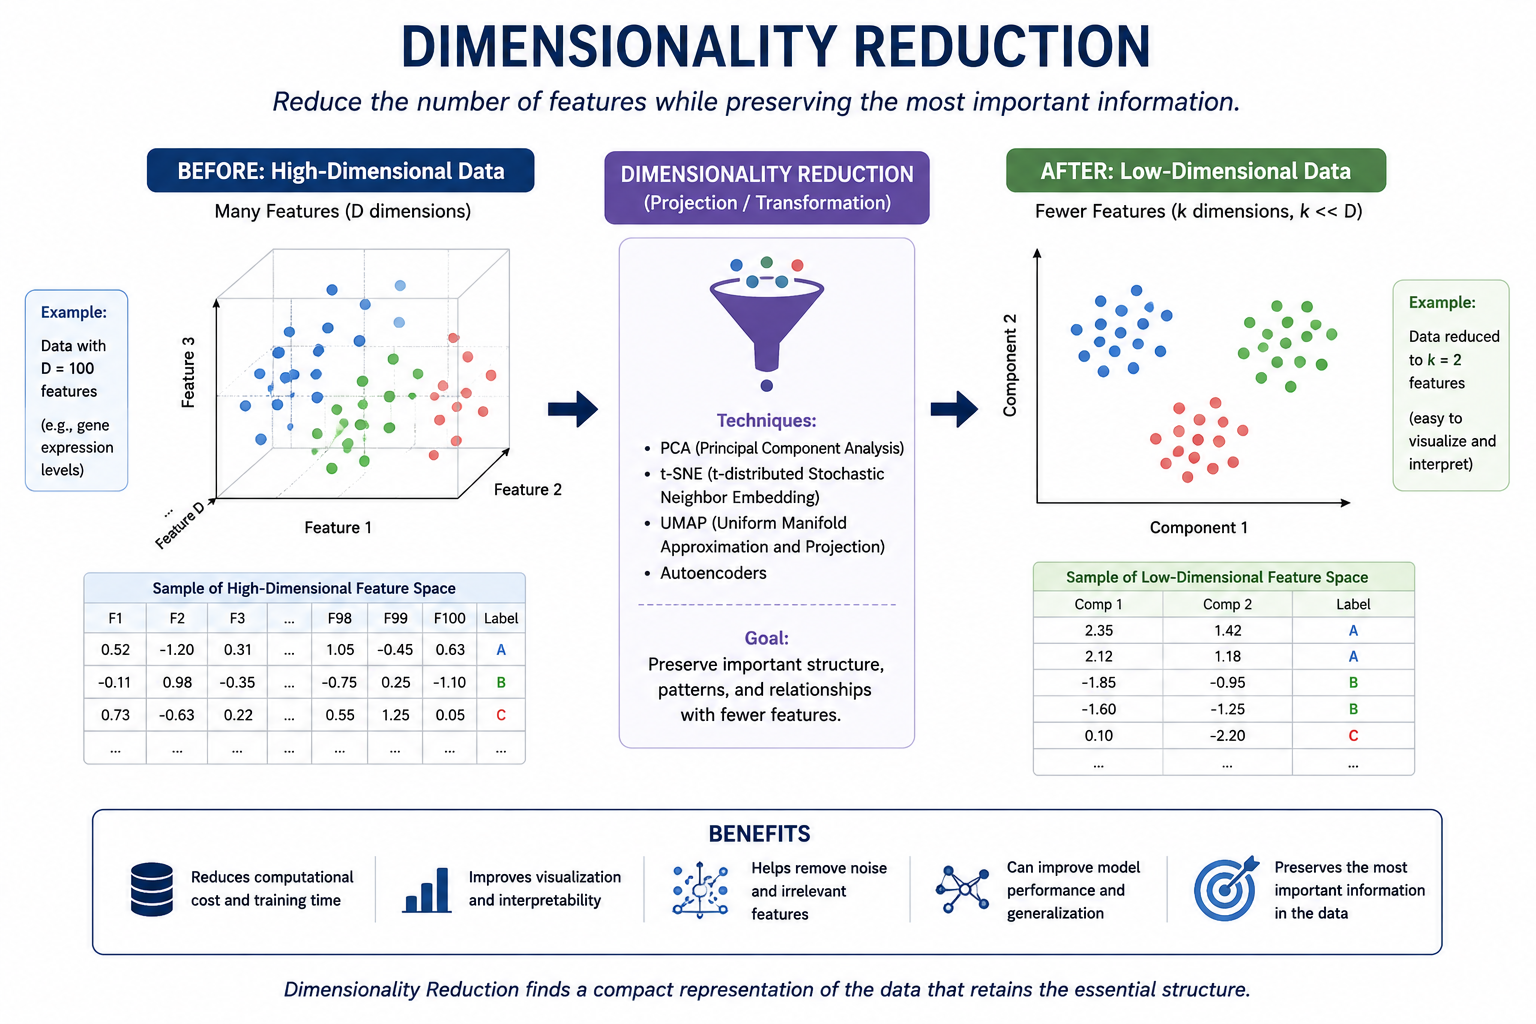 DIMENSIONALITY REDUCTION
Reduce the number of features while preserving the most important information.
BEFORE: High-Dimensional Data
Many Features (D dimensions)
Example:
Data with
D = 100
features
(e.g., gene
expression
levels)
Feature 3
Feature 2
Feature 1
...
Feature D
Sample of High-Dimensional Feature Space
F1 F2 F3 ... F98 F99 F100 Label
0.52 -1.20 0.31 ... 1.05 -0.45 0.63 A
-0.11 0.98 -0.35 ... -0.75 0.25 -1.10 B
0.73 -0.63 0.22 ... 0.55 1.25 0.05 C
... ... ... ... ... ... ... ...
DIMENSIONALITY REDUCTION
(Projection / Transformation)
Techniques:
• PCA (Principal Component Analysis)
• t-SNE (t-distributed Stochastic
Neighbor Embedding)
• UMAP (Uniform Manifold
Approximation and Projection)
• Autoencoders
Goal:
Preserve important structure,
patterns, and relationships
with fewer features.
AFTER: Low-Dimensional Data
Fewer Features (k dimensions, k << D)
Component 2
Component 1
Example:
Data reduced
to k = 2
features
(easy to
visualize and
interpret)
Sample of Low-Dimensional Feature Space
Comp 1 Comp 2 Label
2.35 1.42 A
2.12 1.18 A
-1.85 -0.95 B
-1.60 -1.25 B
0.10 -2.20 C
... ... ...
BENEFITS
Reduces computational
cost and training time
Improves visualization
and interpretability
Helps remove noise
and irrelevant
features
Can improve model
performance and
generalization
Preserves the most
important information
in the data
Dimensionality Reduction finds a compact representation of the data that retains the essential structure.